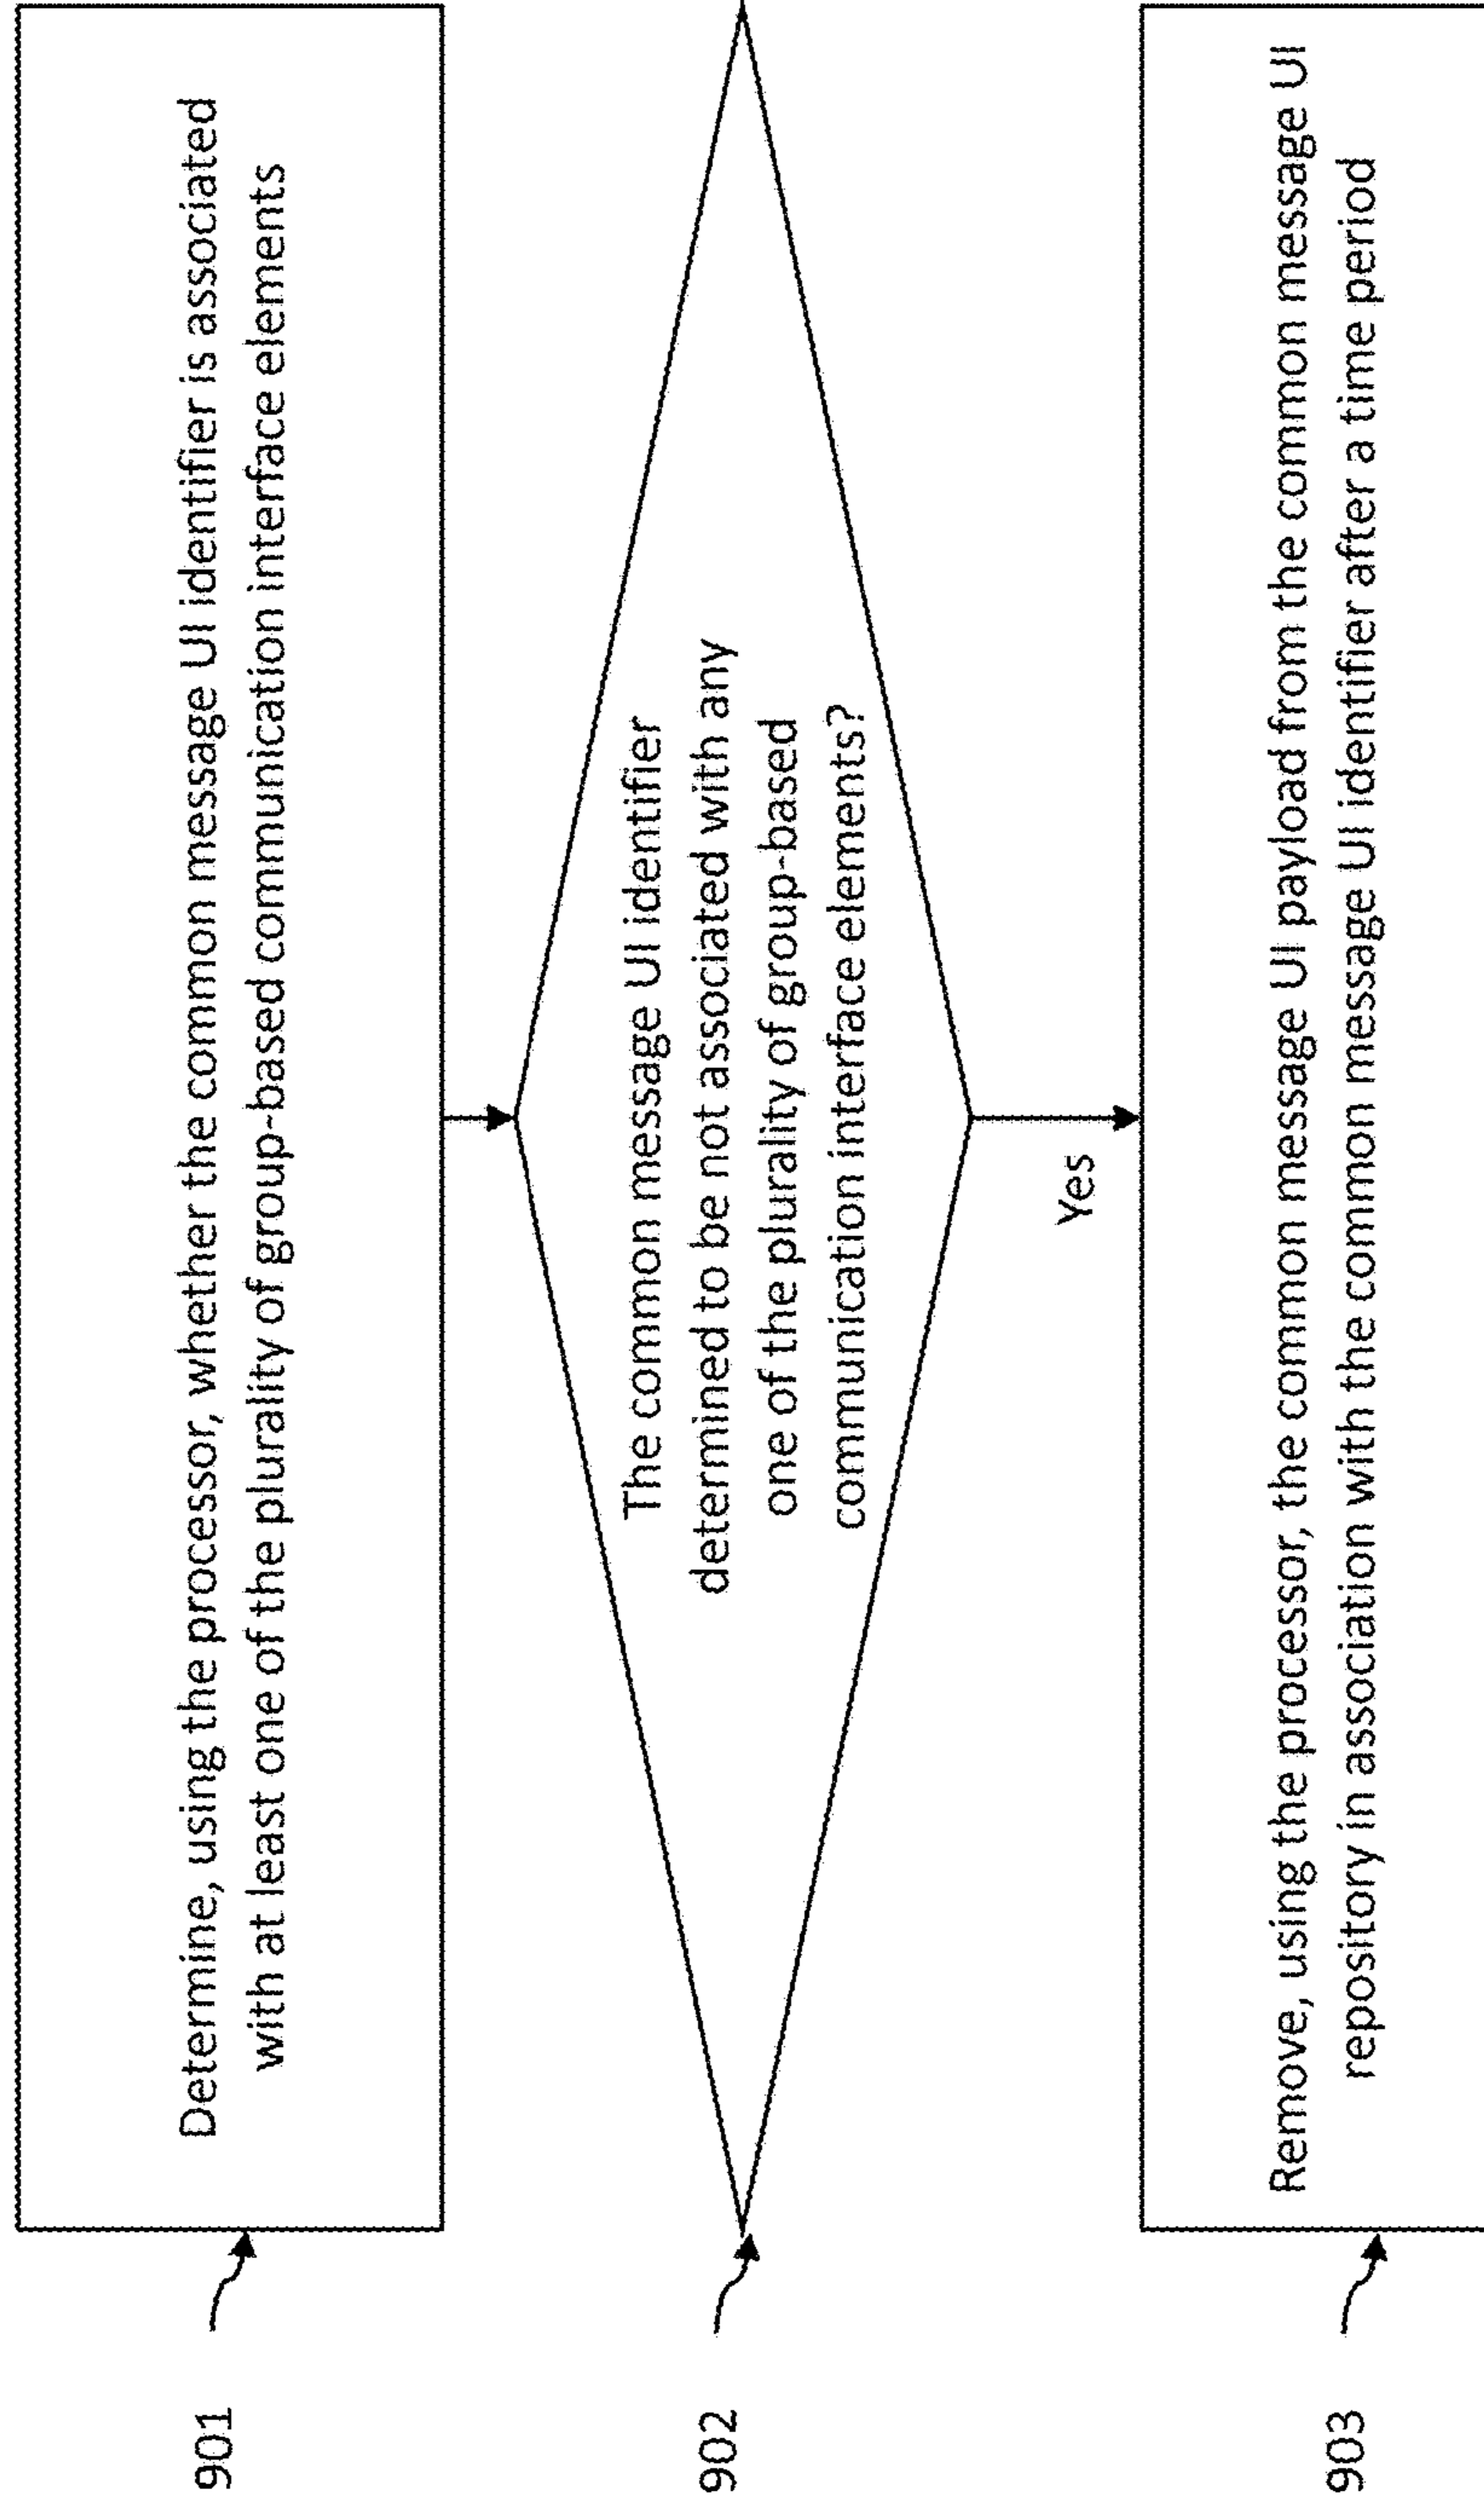 901
Determine, using the processor, whether the common message UI identifier is associated
with at least one of the plurality of group-based communication interface elements
902
The common message UI identifier
determined to be not associated with any
one of the plurality of group-based
communication interface elements?
Yes
903
Remove, using the processor, the common message UI payload from the common message UI
repository in association with the common message UI identifier after a time period